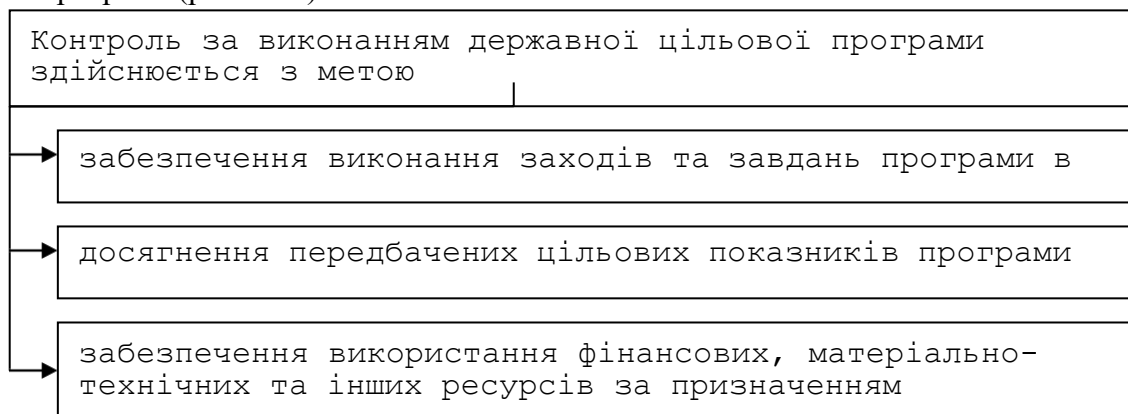 Контроль за виконанням державної цільової програми
здійснюється з метою
забезпечення виконання заходів та завдань програми в
досягнення передбачених цільових показників програми
забезпечення використання фінансових, матеріально-
технічних та інших ресурсів за призначенням